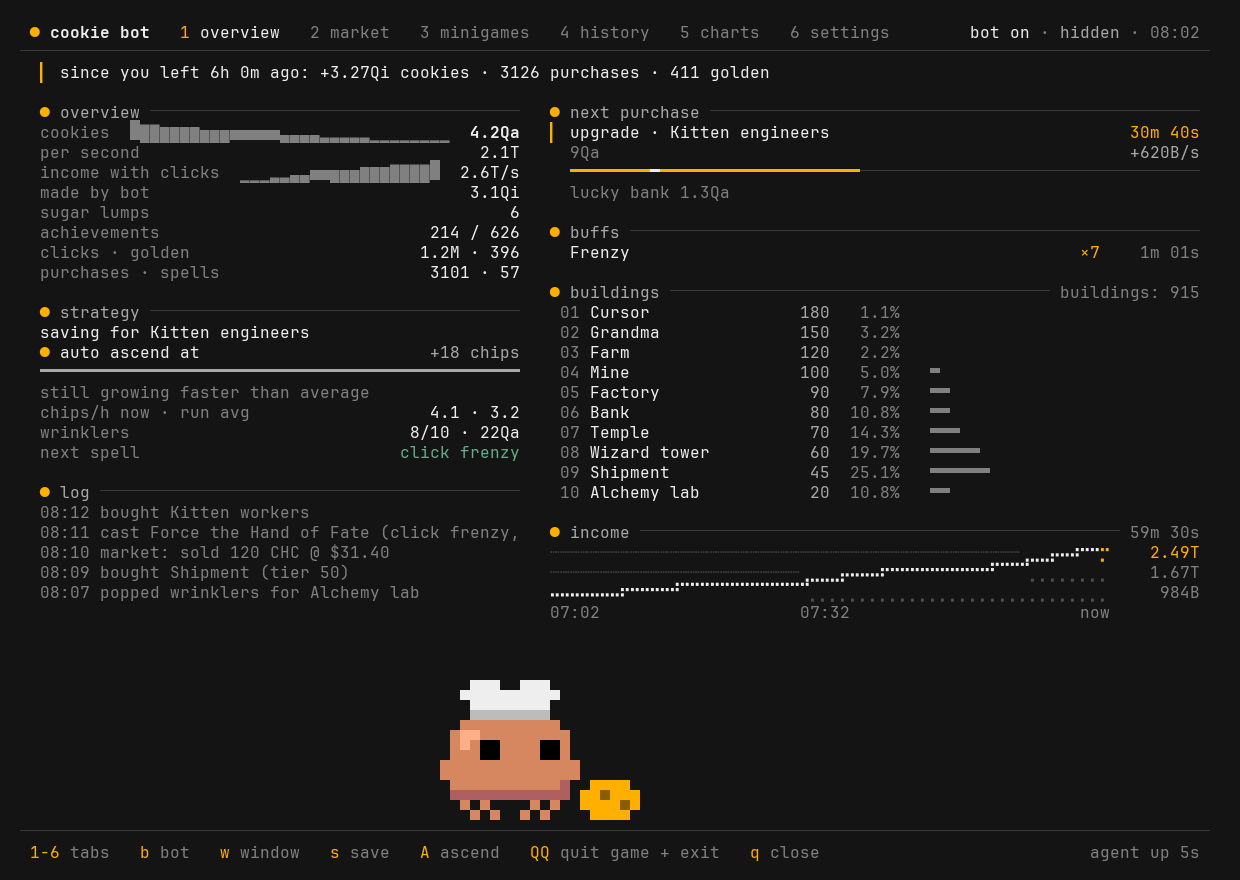 cookie bot 1 overview 2 market 3 minigames 4 history 5 charts 6 settings bot on · hidden · 08:02
since you left 6h 0m ago: +3.27Qi cookies · 3126 purchases · 411 golden
overview
cookies 4.2Qa
per second 2.1T
income with clicks 2.6T/s
made by bot 3.1Qi
sugar lumps 6
achievements 214 / 626
clicks · golden 1.2M · 396
purchases · spells 3101 · 57
strategy
saving for Kitten engineers
auto ascend at +18 chips
still growing faster than average
chips/h now · run avg 4.1 · 3.2
wrinklers 8/10 · 22Qa
next spell click frenzy
log
08:12 bought Kitten workers
08:11 cast Force the Hand of Fate (click frenzy,
08:10 market: sold 120 CHC @ $31.40
08:09 bought Shipment (tier 50)
08:07 popped wrinklers for Alchemy lab
next purchase
upgrade · Kitten engineers 30m 40s
9Qa +620B/s
lucky bank 1.3Qa
buffs
Frenzy ×7 1m 01s
buildings buildings: 915
01 Cursor 180 1.1%
02 Grandma 150 3.2%
03 Farm 120 2.2%
04 Mine 100 5.0%
05 Factory 90 7.9%
06 Bank 80 10.8%
07 Temple 70 14.3%
08 Wizard tower 60 19.7%
09 Shipment 45 25.1%
10 Alchemy lab 20 10.8%
income 59m 30s
2.49T
1.67T
984B
07:02 07:32 now
1-6 tabs b bot w window s save A ascend QQ quit game + exit q close agent up 5s